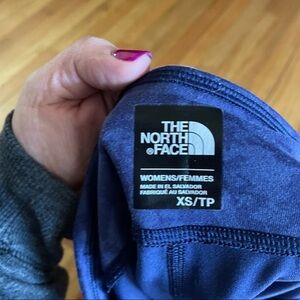 THE
NORTH
®FACE
WOMENS/FEMMES
MADE IN EL SALVADOR
FABRIQUÉ AU SALVADOR
XS/TP